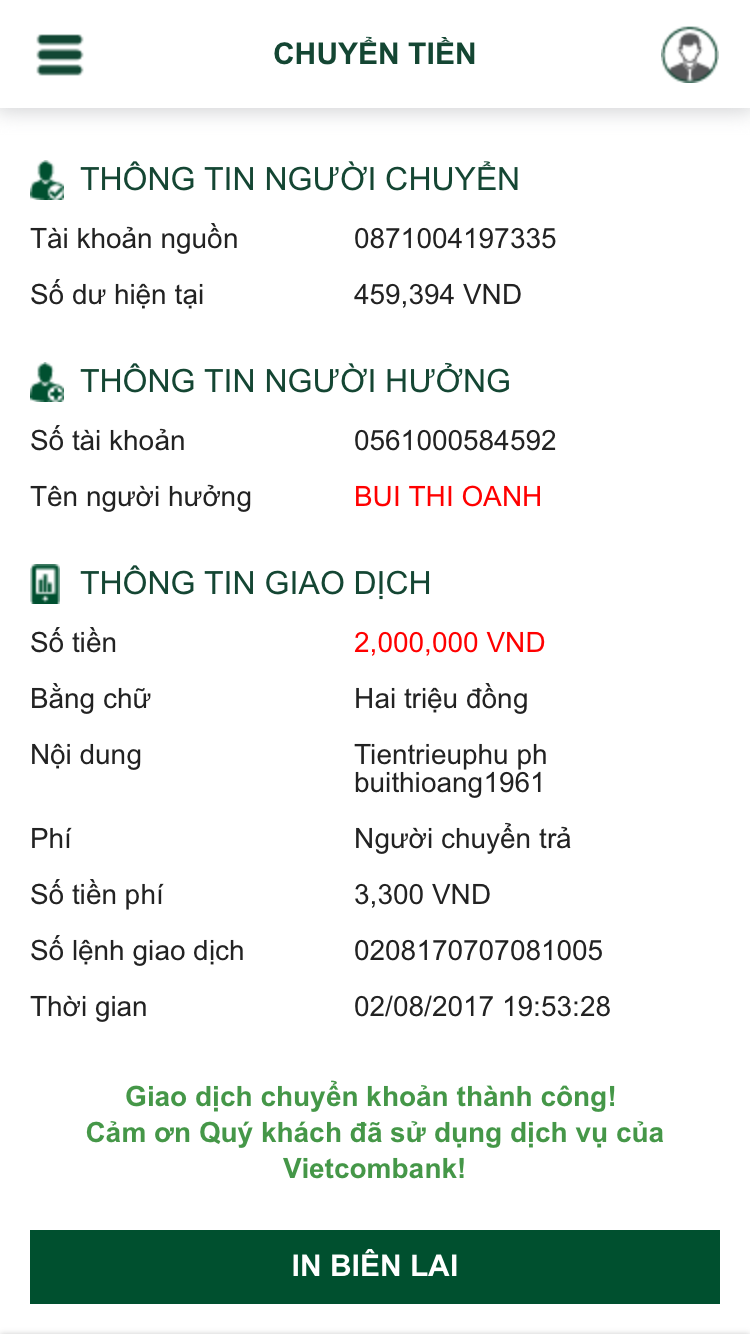 CHUYỂN TIỀN
THÔNG TIN NGƯỜI CHUYỂN
Tài khoản nguồn 0871004197335
Số dư hiện tại 459,394 VND
THÔNG TIN NGƯỜI HƯỞNG
Số tài khoản 0561000584592
Tên người hưởng BUI THI OANH
THÔNG TIN GIAO DỊCH
Số tiền 2,000,000 VND
Bằng chữ Hai triệu đồng
Nội dung Tientrieuphu ph
buithioang1961
Phí Người chuyển trả
Số tiền phí 3,300 VND
Số lệnh giao dịch 0208170707081005
Thời gian 02/08/2017 19:53:28
Giao dịch chuyển khoản thành công!
Cảm ơn Quý khách đã sử dụng dịch vụ của
Vietcombank!
IN BIÊN LAI